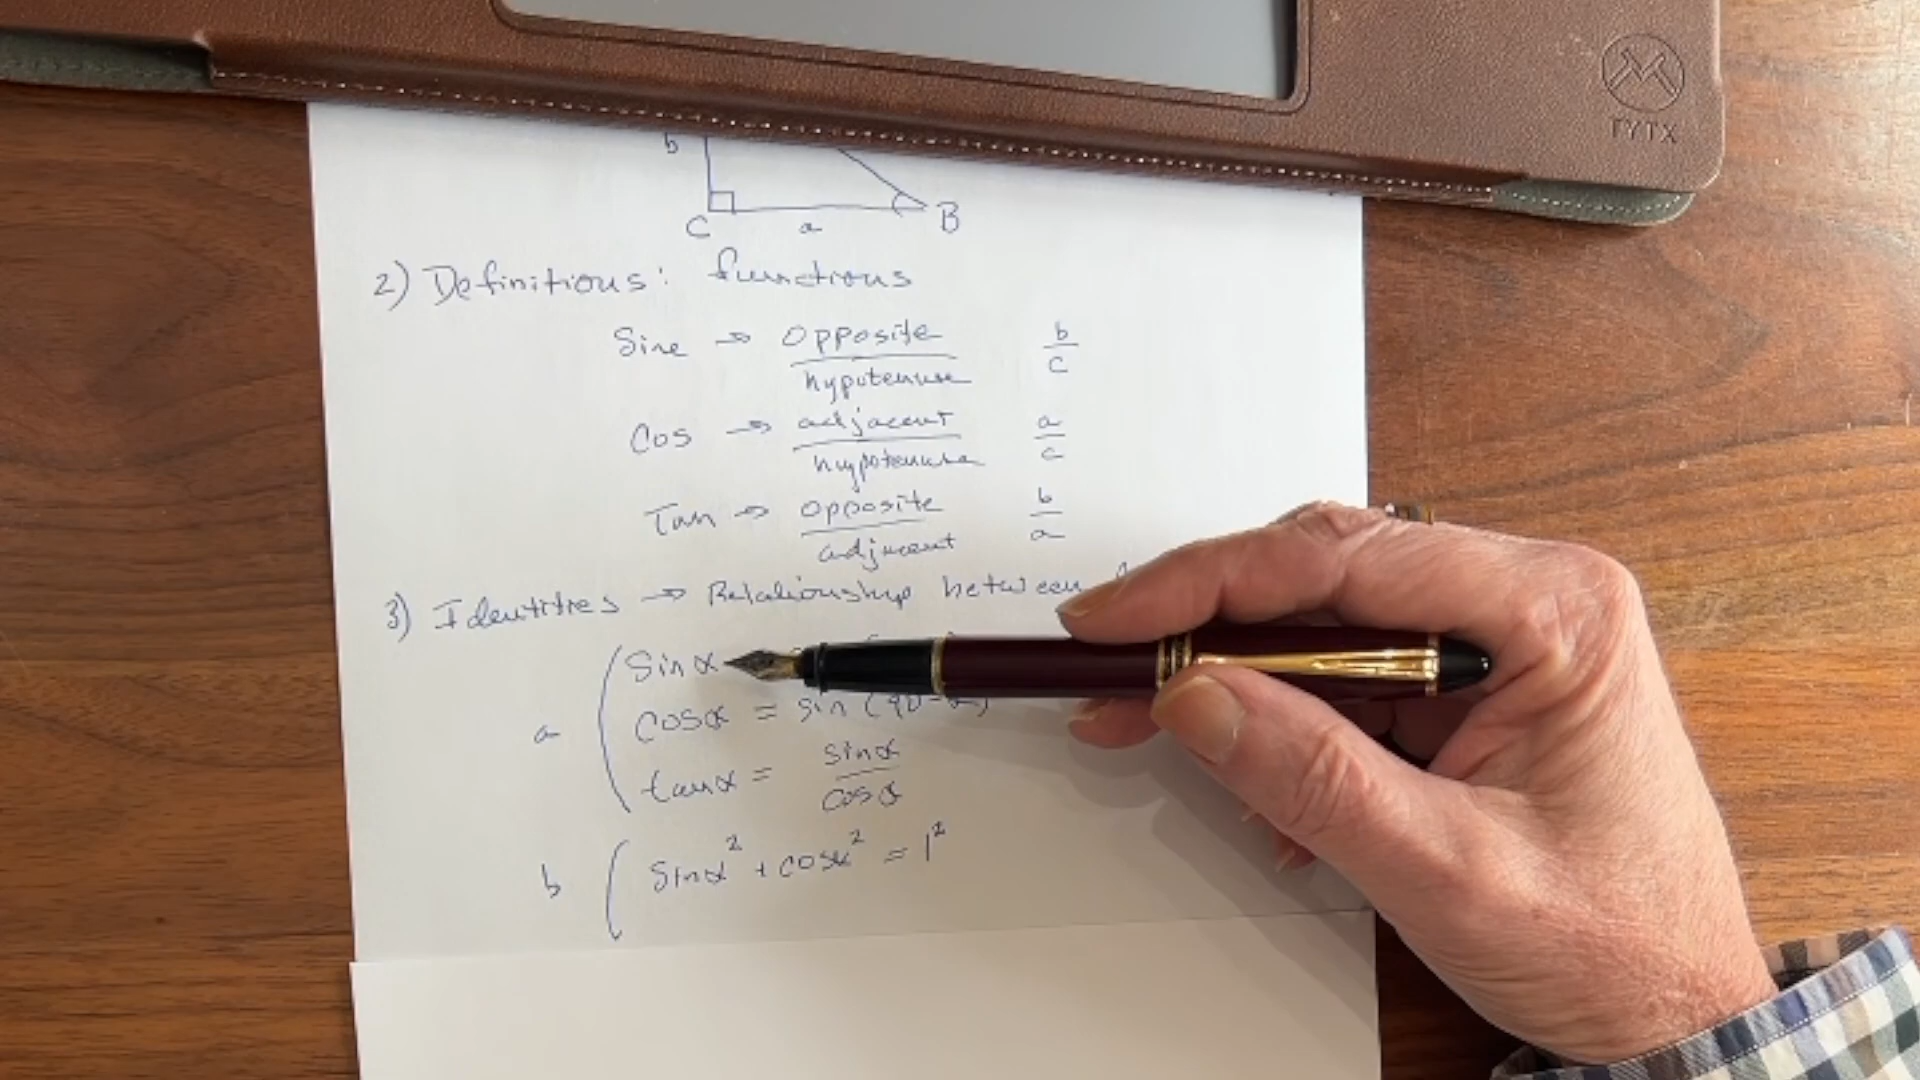 TYTX
b
C a B
2) Definitions: functions
Sine → opposite / hypotenuse b / c
Cos → adjacent / hypotenuse a / c
Tan → opposite / adjacent b / a
3) Identities → Relationship between
a
sin α
cos α = sin (90-α)
tan α = sin α / cos α
b sin α² + cos α² = 1²